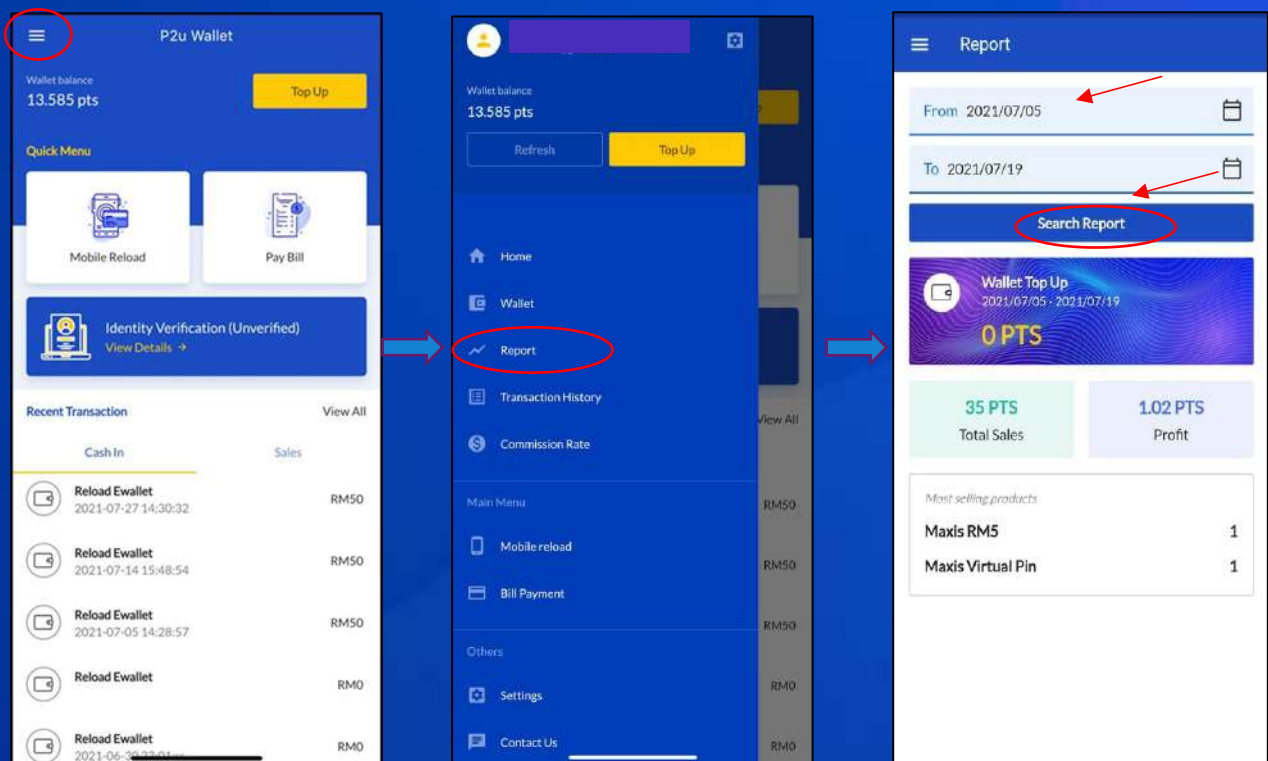 P2u Wallet
Wallet balance
13.585 pts
Top Up
Quick Menu
Mobile Reload
Pay Bill
Identity Verification (Unverified)
View Details →
Recent Transaction
View All
Cash In
Sales
Reload Ewallet
2021-07-27 14:30:32
RM50
Reload Ewallet
2021-07-14 15:48:54
RM50
Reload Ewallet
2021-07-05 14:28:57
RM50
Reload Ewallet
RM0
Reload Ewallet
RM0
Wallet balance
13.585 pts
Refresh
Top Up
Home
Wallet
Report
Transaction History
Commission Rate
Main Menu
Mobile reload
Bill Payment
Others
Settings
Contact Us
View All
RM50
RM50
RM50
RM0
RM0
Report
From 2021/07/05
To 2021/07/19
Search Report
Wallet Top Up
2021/07/05 - 2021/07/19
0 PTS
35 PTS
Total Sales
1.02 PTS
Profit
Most selling products
Maxis RM5 1
Maxis Virtual Pin 1